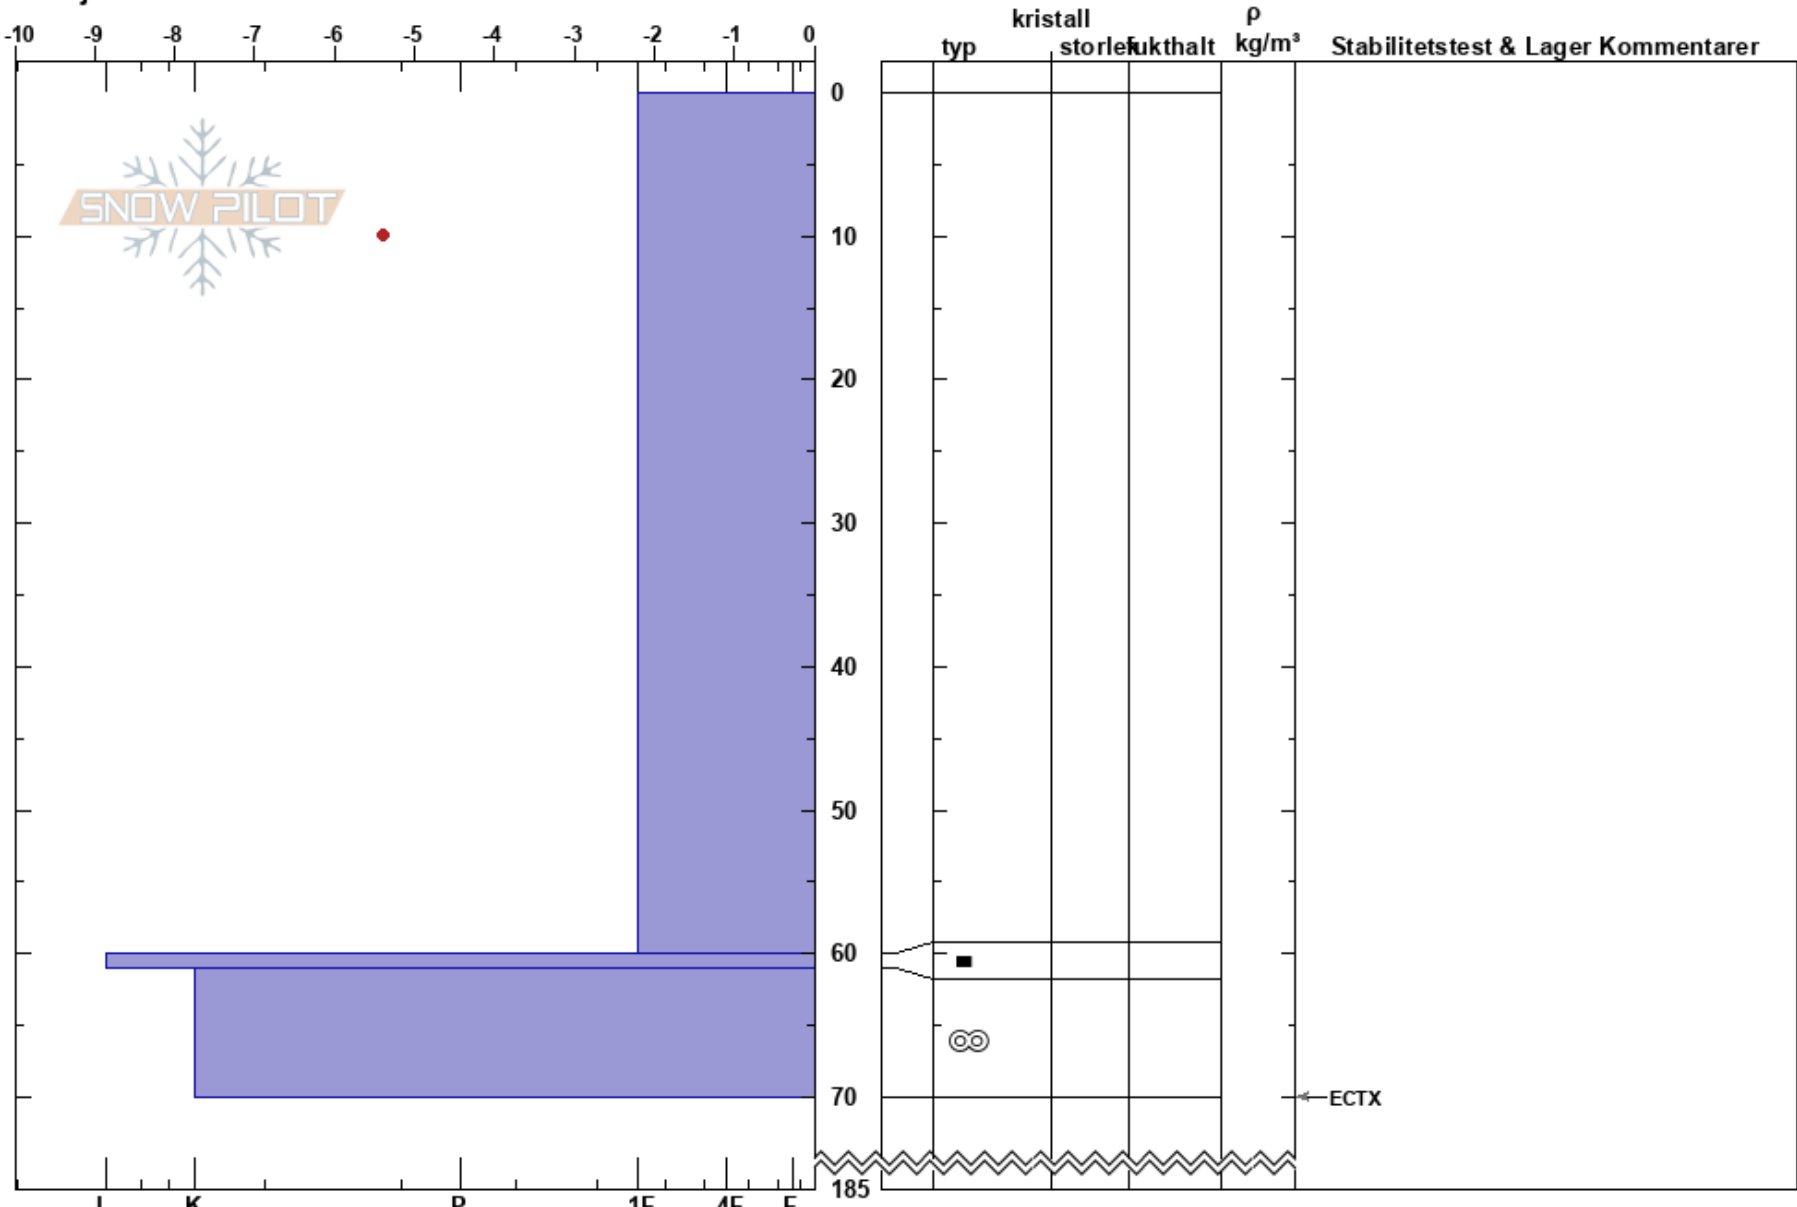 kristall ρ
-10 -9 -8 -7 -6 -5 -4 -3 -2 -1 0 typ storlek fukthalt kg/m³ Stabilitetstest & Lager Kommentarer
0
SNOW PILOT
10
20
30
40
50
60
70 ECTX
185
I K P 1F 4F F